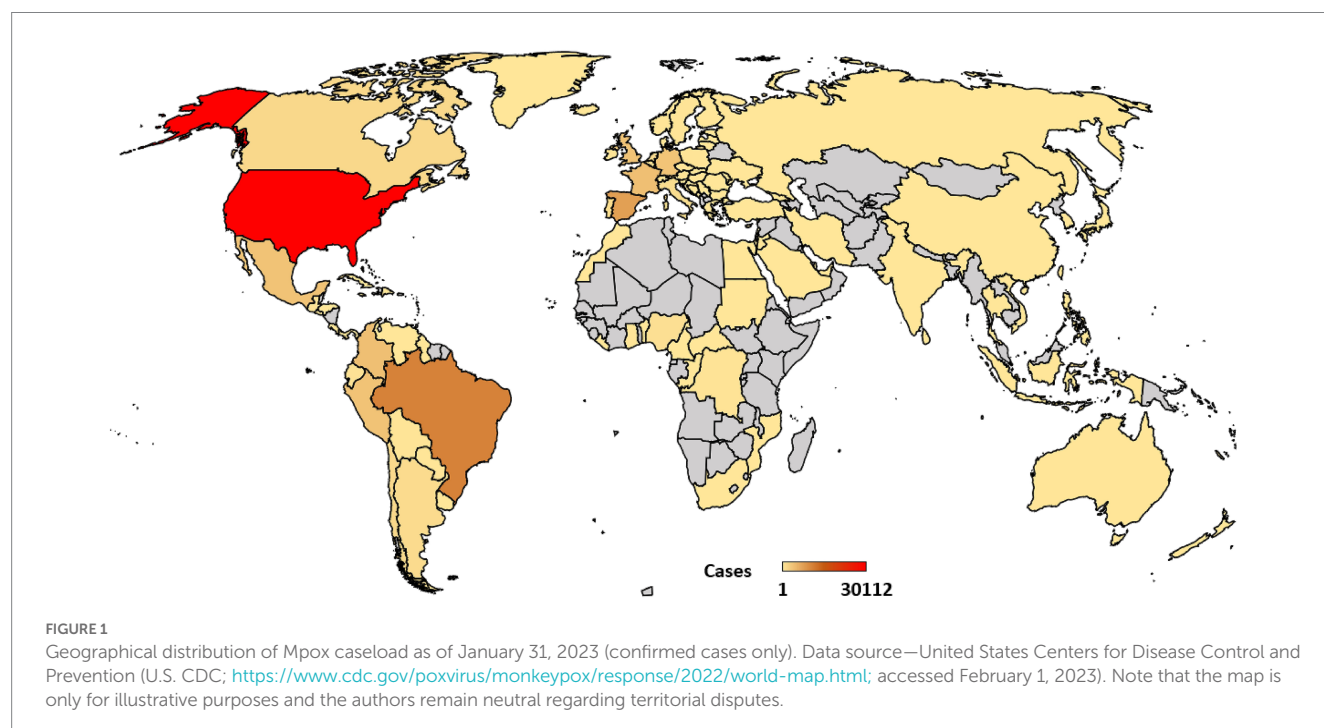 Cases
1 30112
FIGURE 1
Geographical distribution of Mpox caseload as of January 31, 2023 (confirmed cases only). Data source—United States Centers for Disease Control and
Prevention (U.S. CDC; https://www.cdc.gov/poxvirus/monkeypox/response/2022/world-map.html; accessed February 1, 2023). Note that the map is
only for illustrative purposes and the authors remain neutral regarding territorial disputes.